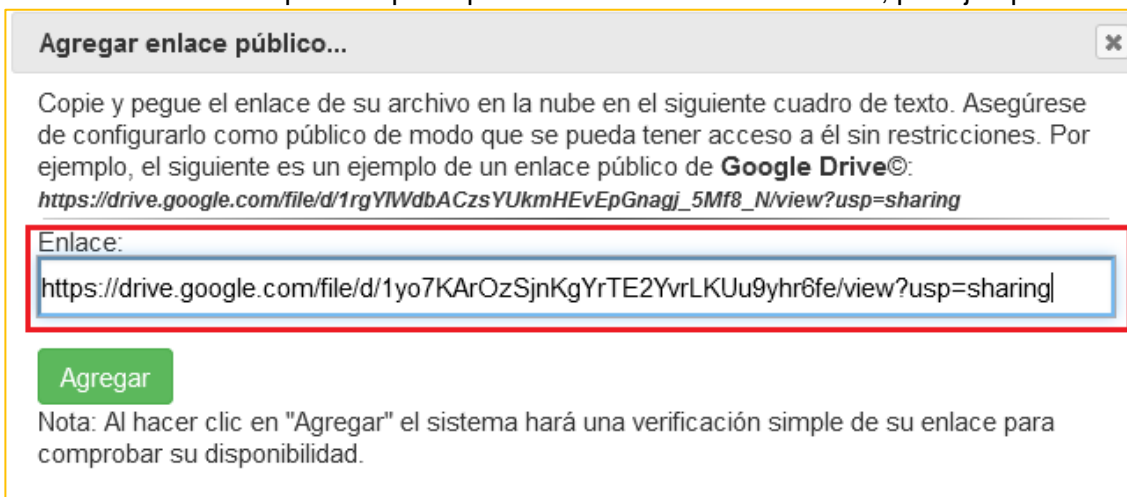 Agregar enlace público...
Copie y pegue el enlace de su archivo en la nube en el siguiente cuadro de texto. Asegúrese
de configurarlo como público de modo que se pueda tener acceso a él sin restricciones. Por
ejemplo, el siguiente es un ejemplo de un enlace público de Google Drive©:
https://drive.google.com/file/d/1rgYlWdbACzsYUkmHEvEpGnagj_5Mf8_N/view?usp=sharing
Enlace:
https://drive.google.com/file/d/1yo7KArOzSjnKgYrTE2YvrLKUu9yhr6fe/view?usp=sharing
Agregar
Nota: Al hacer clic en "Agregar" el sistema hará una verificación simple de su enlace para
comprobar su disponibilidad.